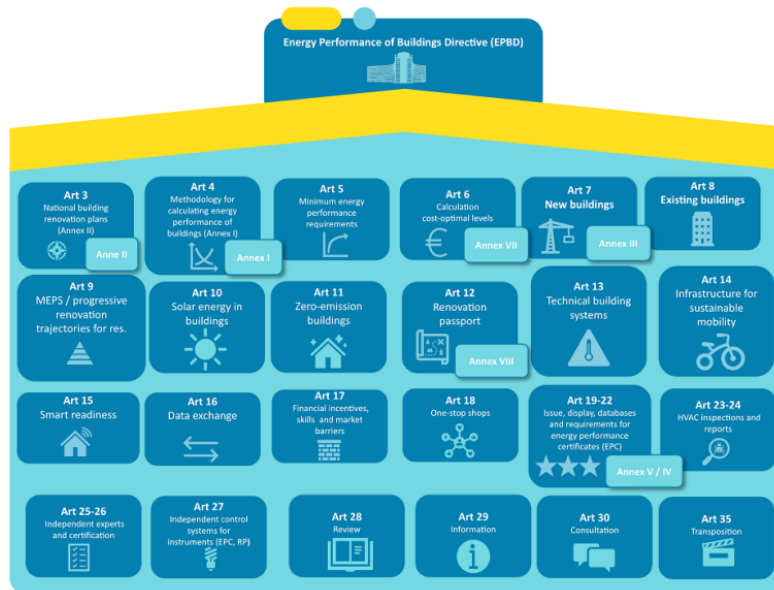 Energy Performance of Buildings Directive (EPBD)
Art 3
National building
renovation plans
(Annex II)
Anne II
Art 4
Methodology for
calculating energy
performance of
buildings (Annex I)
Annex I
Art 5
Minimum energy
performance
requirements
Art 6
Calculation
cost-optimal levels
Annex VII
Art 7
New buildings
Annex III
Art 8
Existing buildings
Art 9
MEPS / progressive
renovation
trajectories for res.
Art 10
Solar energy in
buildings
Art 11
Zero-emission
buildings
Art 12
Renovation
passport
Annex VIII
Art 13
Technical building
systems
Art 14
Infrastructure for
sustainable
mobility
Art 15
Smart readiness
Art 16
Data exchange
Art 17
Financial incentives,
skills and market
barriers
Art 18
One-stop shops
Art 19-22
Issue, display, databases
and requirements for
energy performance
certificates (EPC)
Annex V / IV
Art 23-24
HVAC inspections and
reports
Art 25-26
Independent experts
and certification
Art 27
Independent control
systems for
instruments (EPC, RP)
Art 28
Review
Art 29
Information
Art 30
Consultation
Art 35
Transposition